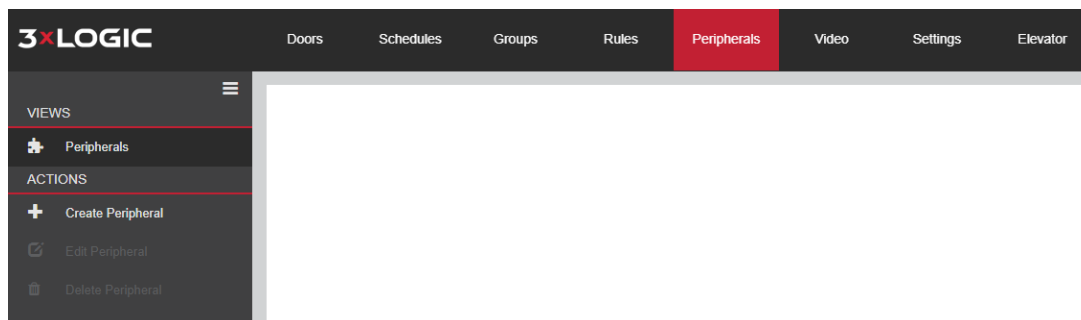 3xLOGIC
Doors Schedules Groups Rules Peripherals Video Settings Elevator
VIEWS
Peripherals
ACTIONS
Create Peripheral
Edit Peripheral
Delete Peripheral